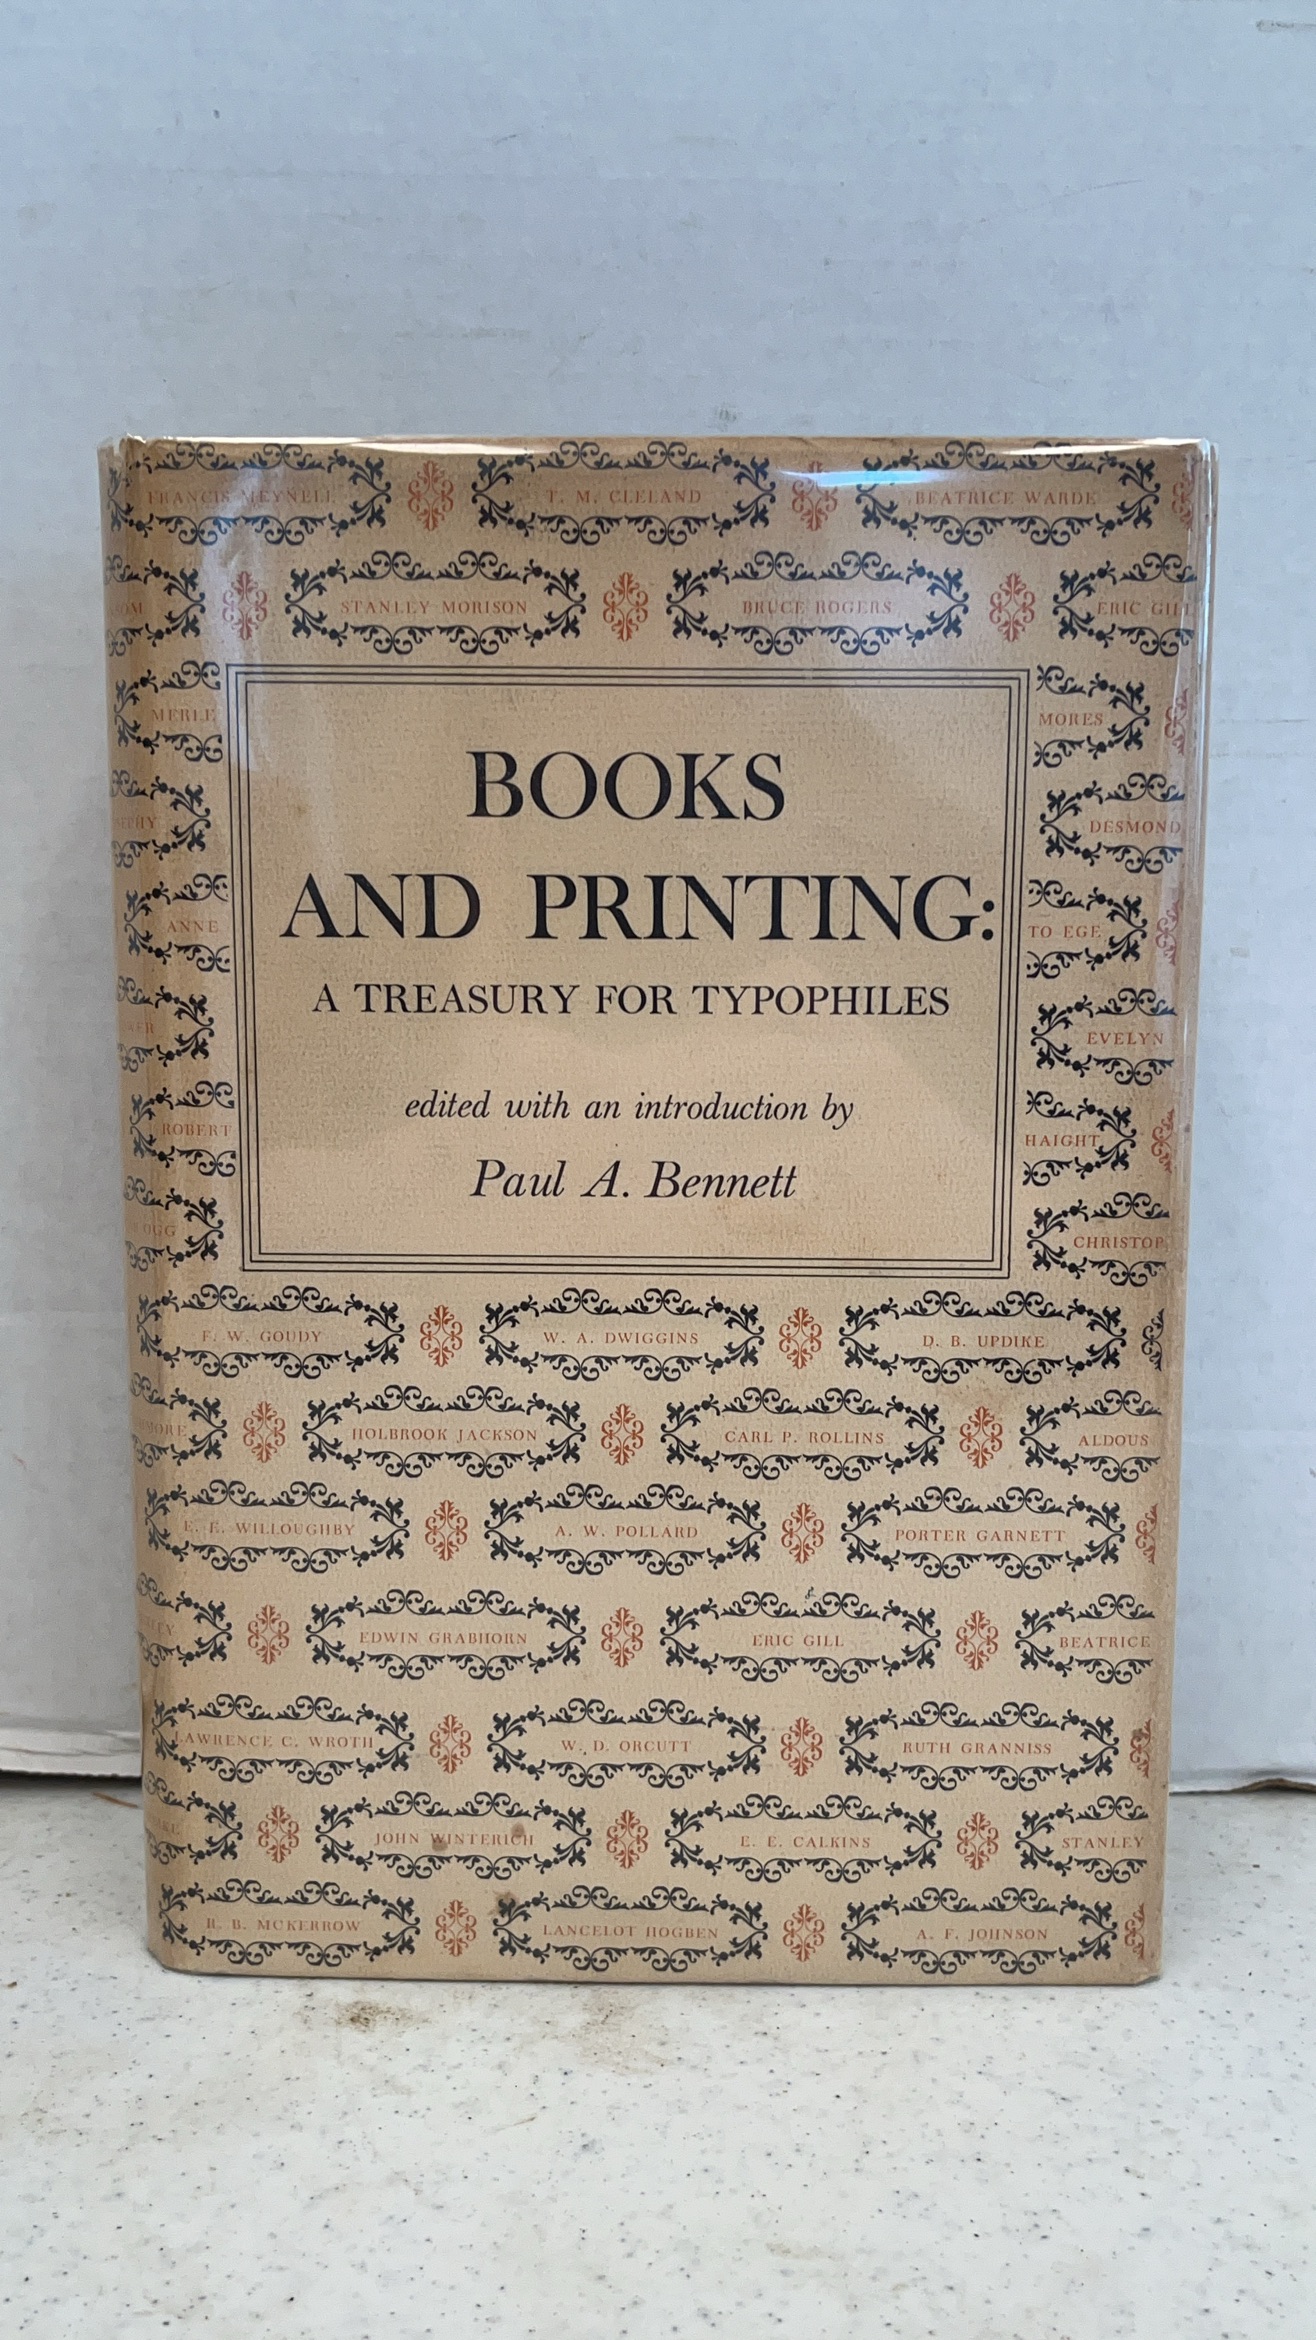 FRANCIS MEYNELL T. M. CLELAND BEATRICE WARDE
STANLEY MORISON BRUCE ROGERS ERIC GILL
MERLE MORES
DESMOND
ANNE TO EGE
EVELYN
ROBERT HAIGHT
CHRISTOP
BOOKS
AND PRINTING:
A TREASURY FOR TYPOPHILES
edited with an introduction by
Paul A. Bennett
F. W. GOUDY W. A. DWIGGINS D. B. UPDIKE
MORE HOLBROOK JACKSON CARL P. ROLLINS ALDOUS
E. E. WILLOUGHBY A. W. POLLARD PORTER GARNETT
EDWIN GRABHORN ERIC GILL BEATRICE
LAWRENCE C. WROTH W. D. ORCUTT RUTH GRANNISS
JOHN WINTERICH E. E. CALKINS STANLEY
R. B. MCKERROW LANCELOT HOGBEN A. F. JOHNSON